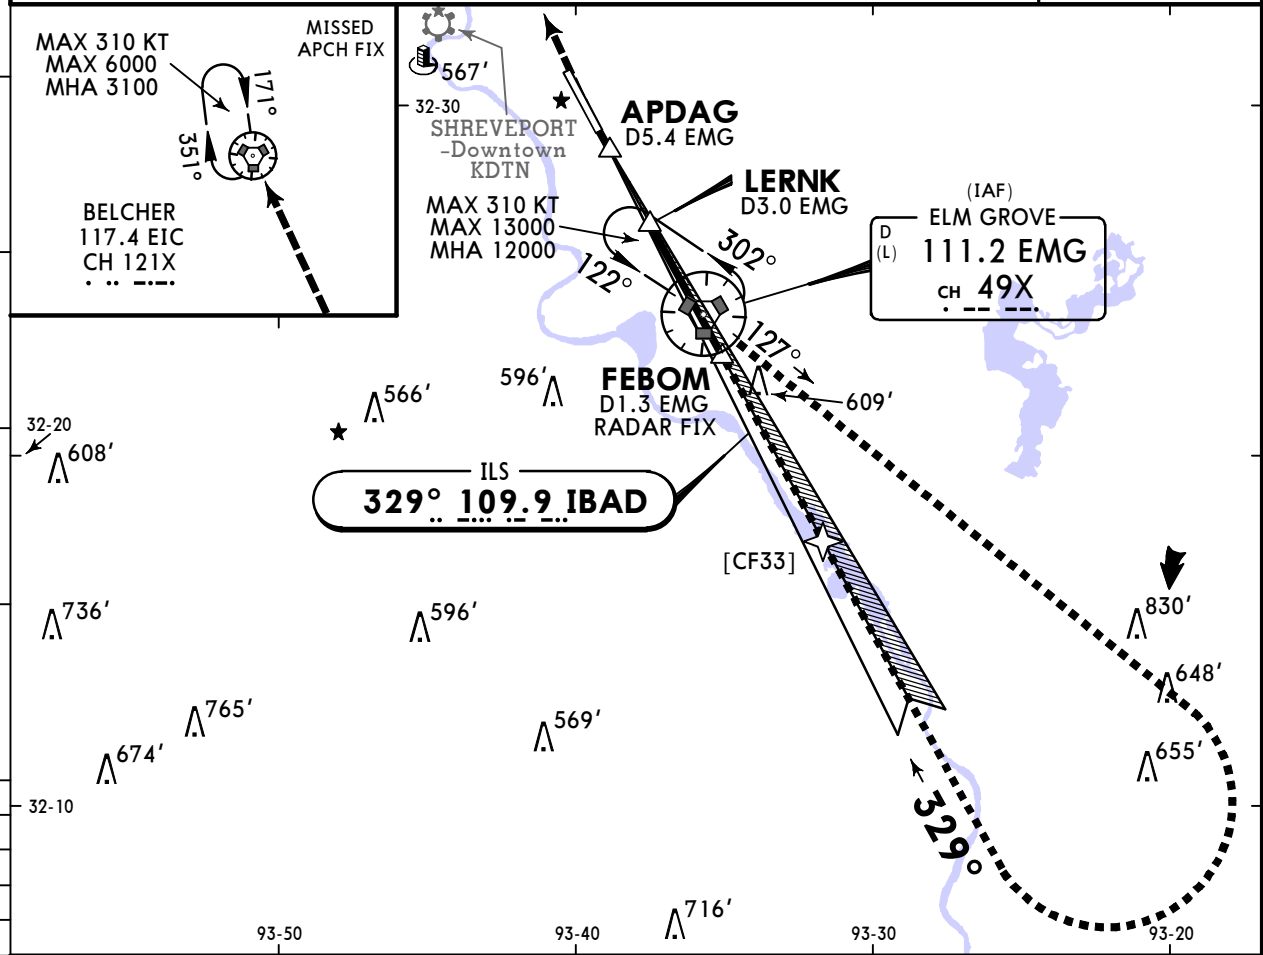 MAX 310 KT
MAX 6000
MHA 3100
MISSED
APCH FIX
171°
351°
BELCHER
117.4 EIC
CH 121X
567'
32-30
SHREVEPORT
-Downtown
KDTN
APDAG
D5.4 EMG
LERNK
D3.0 EMG
MAX 310 KT
MAX 13000
MHA 12000
302°
122°
(IAF)
ELM GROVE
D
(L)
111.2 EMG
CH 49X
127°
FEBOM
D1.3 EMG
RADAR FIX
609'
596'
566'
32-20
608'
ILS
329° 109.9 IBAD
[CF33]
736'
596'
830'
648'
765'
569'
674'
655'
32-10
329°
716'
93-50
93-40
93-30
93-20